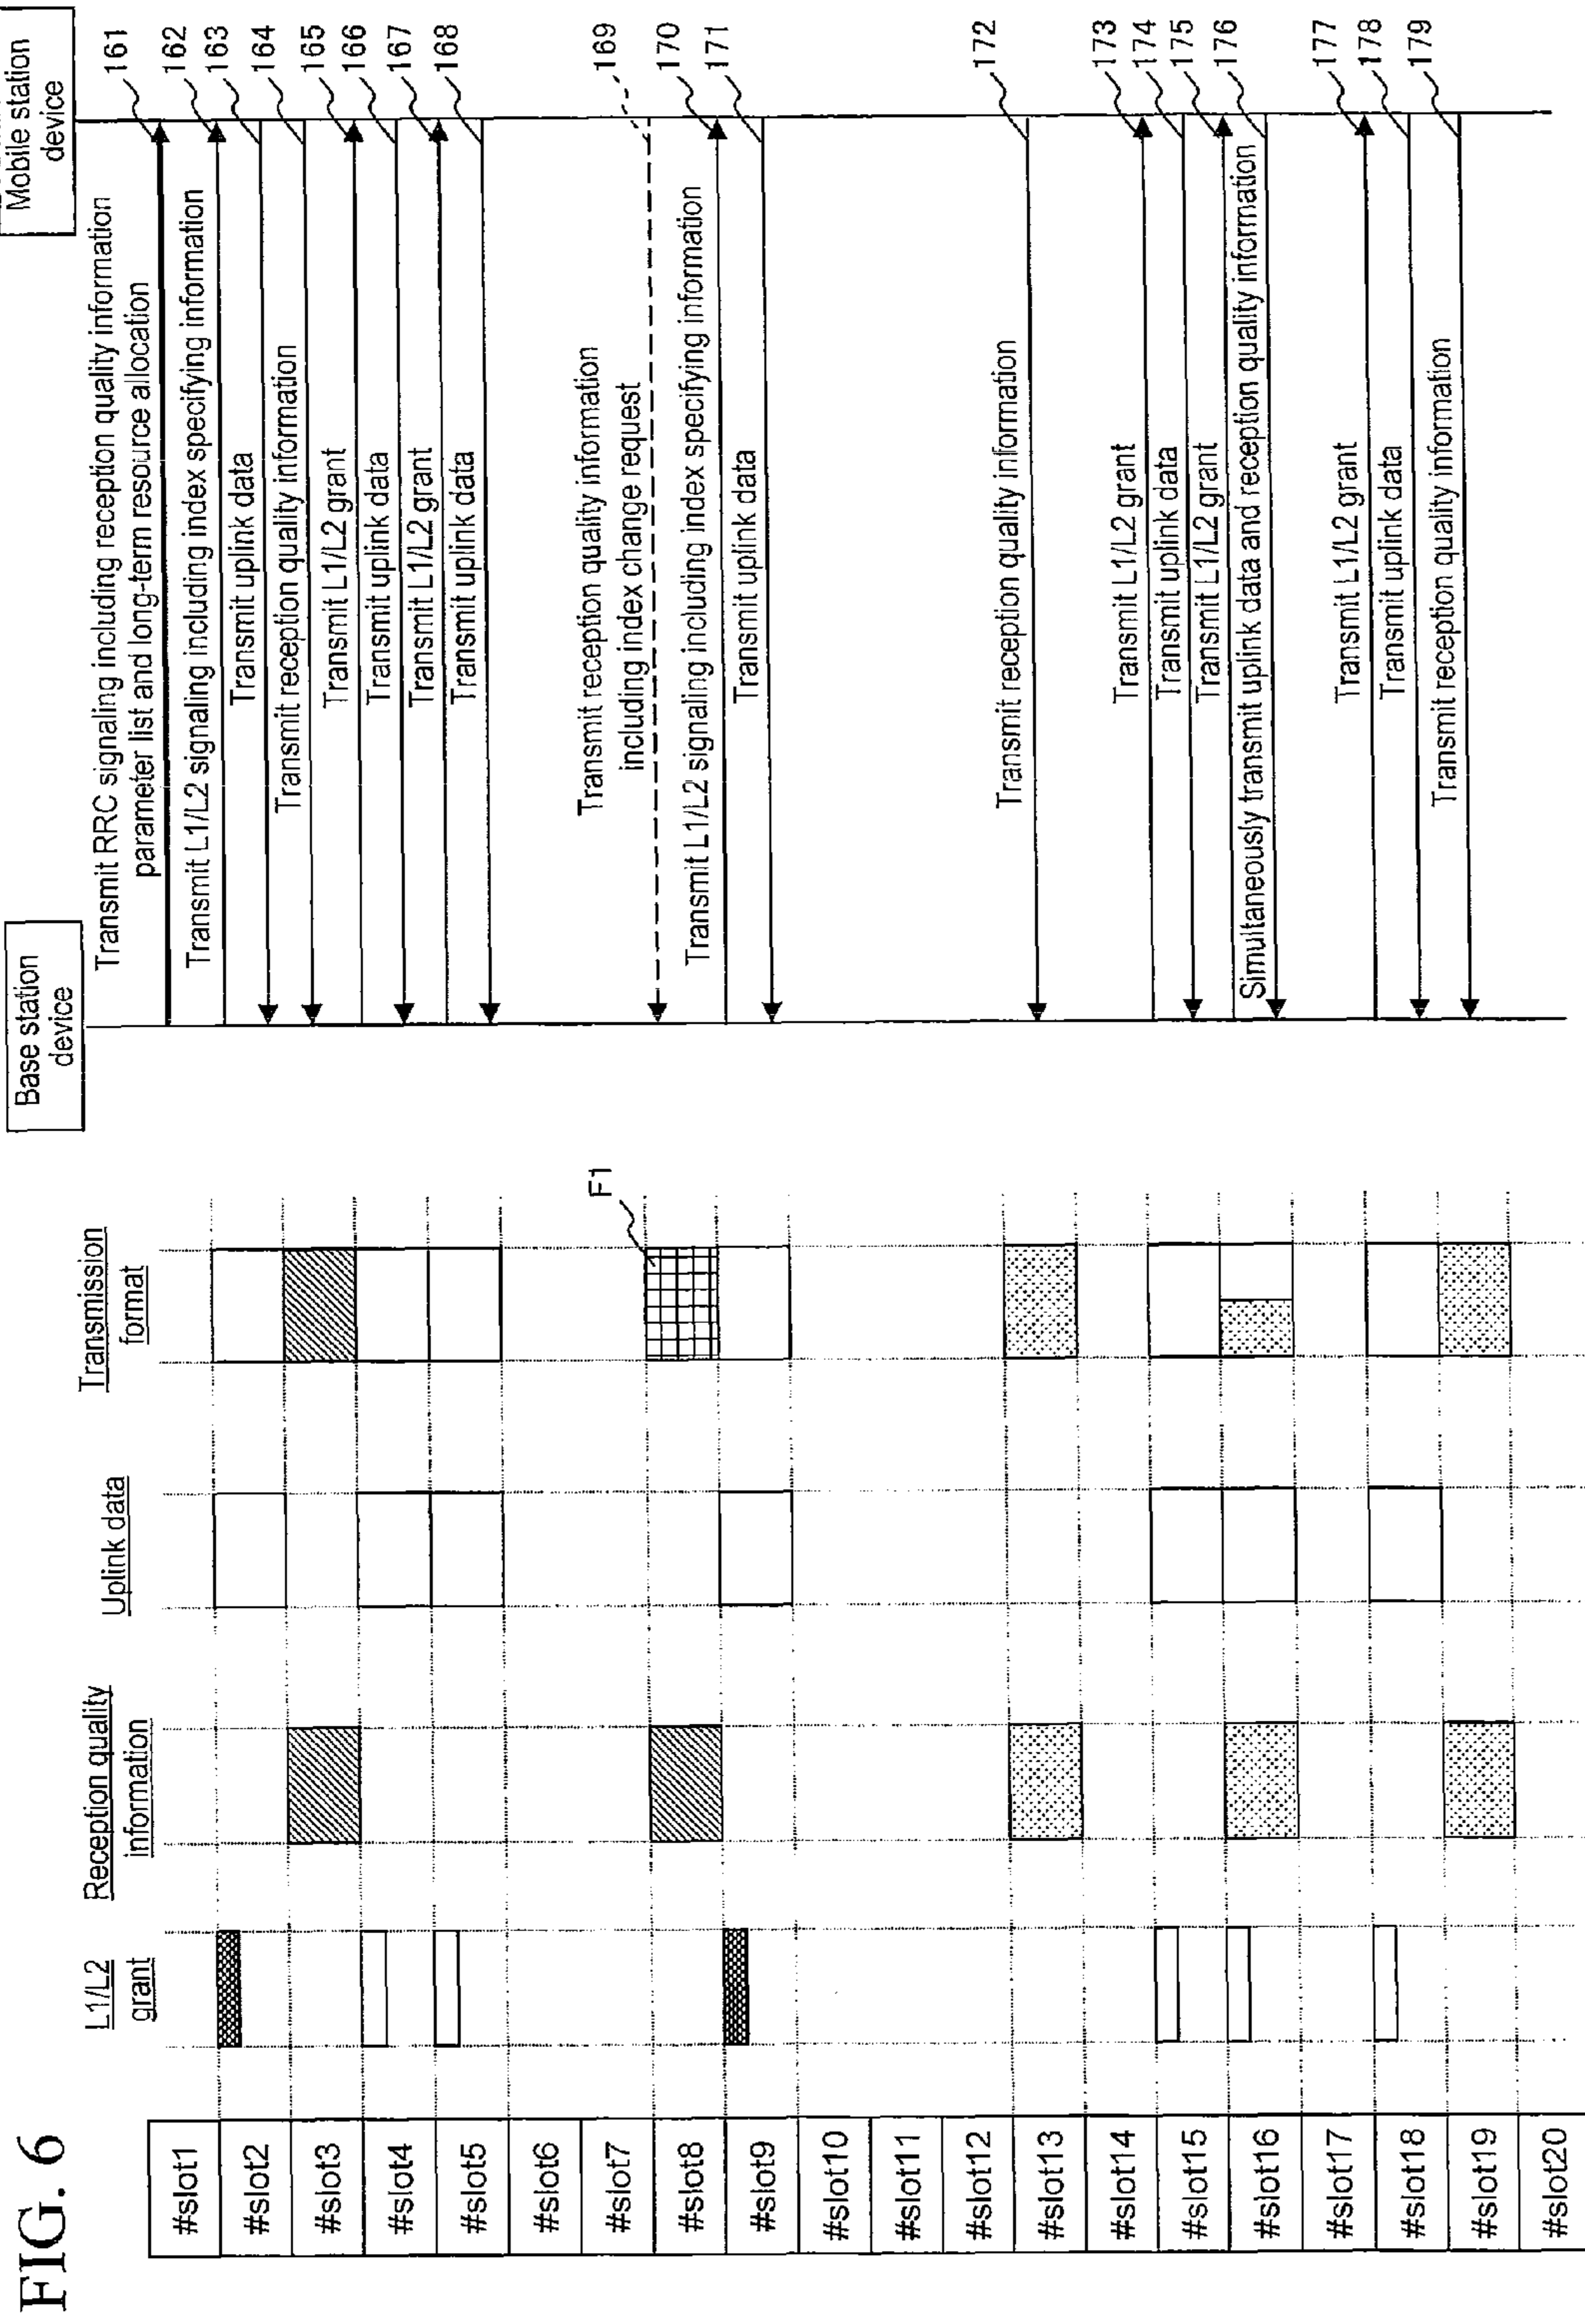 FIG. 6
L1/L2
grant
Reception quality
information
Uplink data
Transmission
format
Base station
device
Mobile station
device
#slot1
#slot2
#slot3
#slot4
#slot5
#slot6
#slot7
#slot8
#slot9
#slot10
#slot11
#slot12
#slot13
#slot14
#slot15
#slot16
#slot17
#slot18
#slot19
#slot20
F1
Transmit RRC signaling including reception quality information
parameter list and long-term resource allocation
161
Transmit L1/L2 signaling including index specifying information
162
Transmit uplink data
163
Transmit reception quality information
164
Transmit L1/L2 grant
165
Transmit uplink data
166
Transmit L1/L2 grant
167
Transmit uplink data
168
Transmit reception quality information
including index change request
169
Transmit L1/L2 signaling including index specifying information
170
Transmit uplink data
171
Transmit reception quality information
172
Transmit L1/L2 grant
173
Transmit uplink data
174
Transmit L1/L2 grant
175
Simultaneously transmit uplink data and reception quality information
176
Transmit L1/L2 grant
177
Transmit uplink data
178
Transmit reception quality information
179